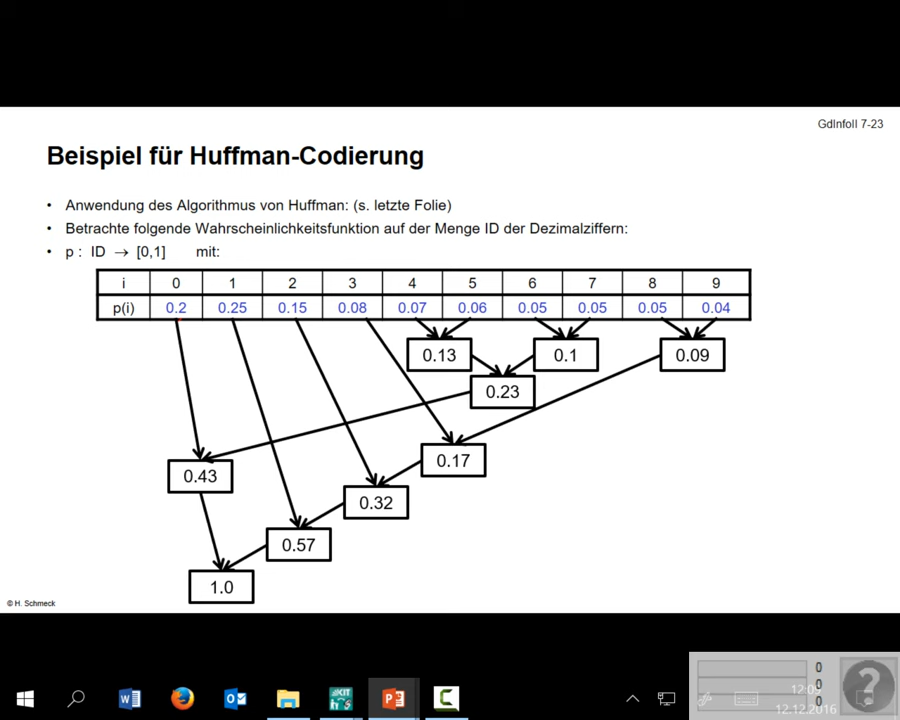 GdInfoII 7-23
Beispiel für Huffman-Codierung
• Anwendung des Algorithmus von Huffman: (s. letzte Folie)
• Betrachte folgende Wahrscheinlichkeitsfunktion auf der Menge ID der Dezimalziffern:
• p : ID → [0,1] mit:
i 0 1 2 3 4 5 6 7 8 9
p(i) 0.2 0.25 0.15 0.08 0.07 0.06 0.05 0.05 0.05 0.04
0.13 0.1 0.09
0.23
0.17
0.43
0.32
0.57
1.0
© H. Schmeck
0
0
0
12:09
12.12.2016